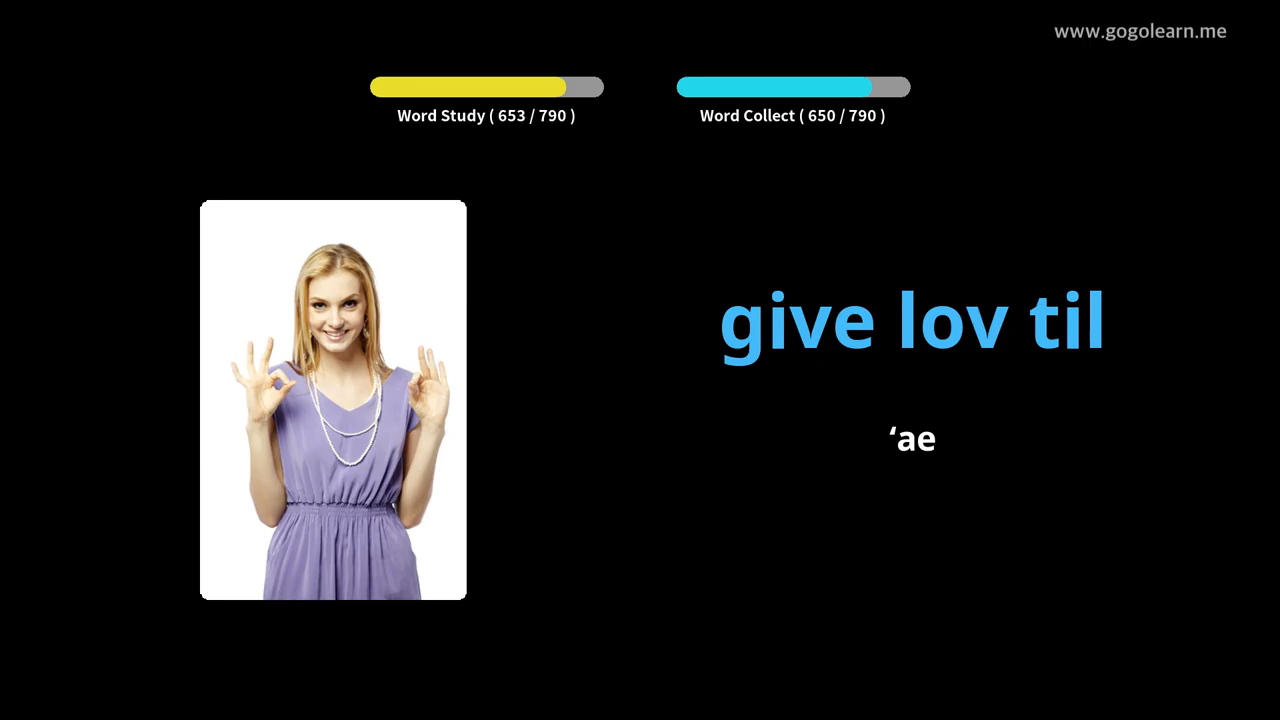 www.gogolearn.me
Word Study ( 653 / 790 )
Word Collect ( 650 / 790 )
give lov til
‘ae